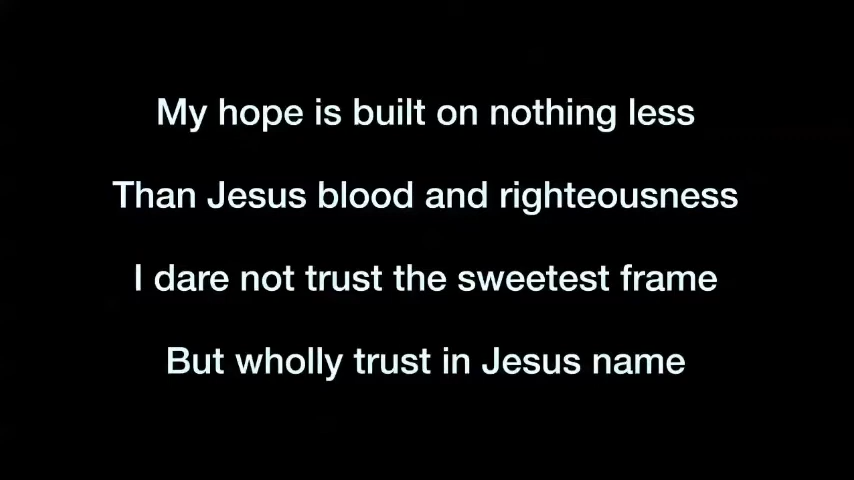 My hope is built on nothing less
Than Jesus blood and righteousness
I dare not trust the sweetest frame
But wholly trust in Jesus name